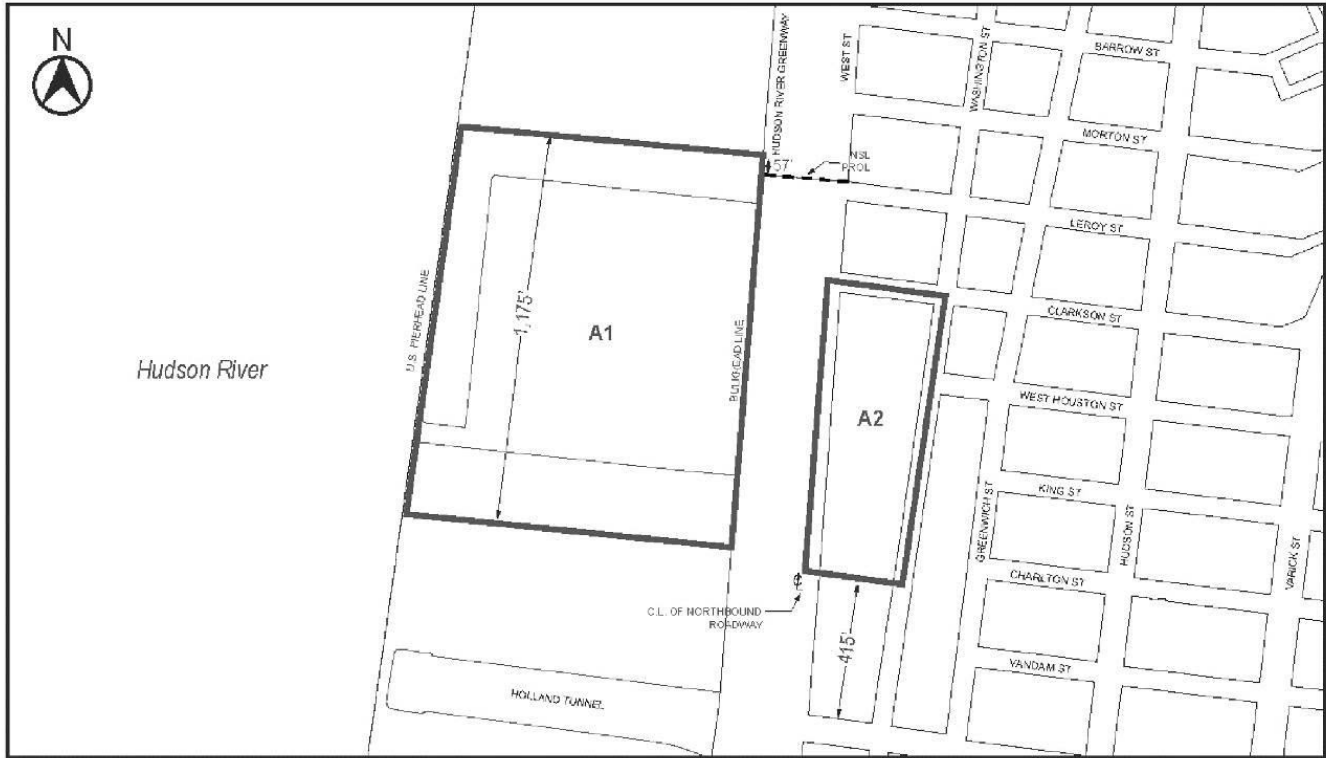 N
HUDSON RIVER GREENWAY
WEST ST
WASHINGTON ST
BARROW ST
MORTON ST
57'
NSL
PROL
LEROY ST
U.S. PIERHEAD LINE
1,175'
A1
BULKHEAD LINE
CLARKSON ST
Hudson River
A2
WEST HOUSTON ST
GREENWICH ST
KING ST
HUDSON ST
VARICK ST
CHARLTON ST
C.L. OF NORTHBOUND
ROADWAY
415'
VANDAM ST
HOLLAND TUNNEL